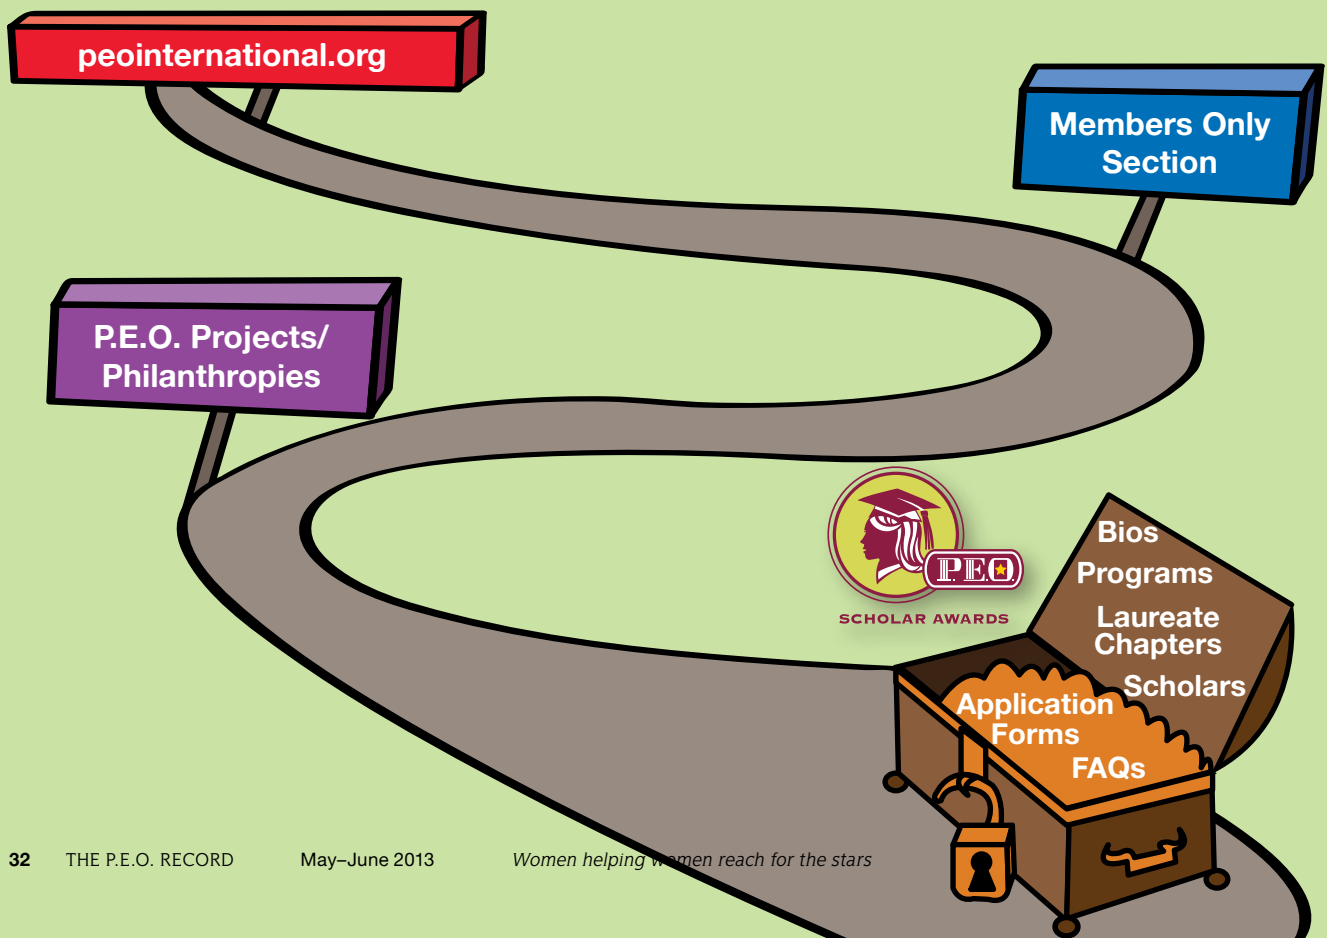 peointernational.org
Members Only
Section
P.E.O. Projects/
Philanthropies
P.E.O.
SCHOLAR AWARDS
Bios
Programs
Laureate
Chapters
Scholars
Application
Forms
FAQs
32 THE P.E.O. RECORD May–June 2013 Women helping women reach for the stars